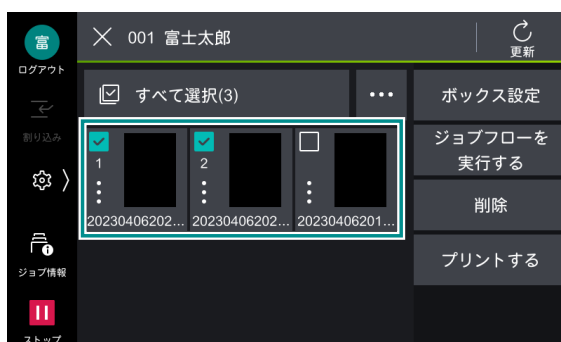 富
ログアウト
割り込み
ジョブ情報
ストップ
001 富士太郎
更新
すべて選択(3)
1
20230406202...
2
20230406202...
20230406201...
ボックス設定
ジョブフローを
実行する
削除
プリントする